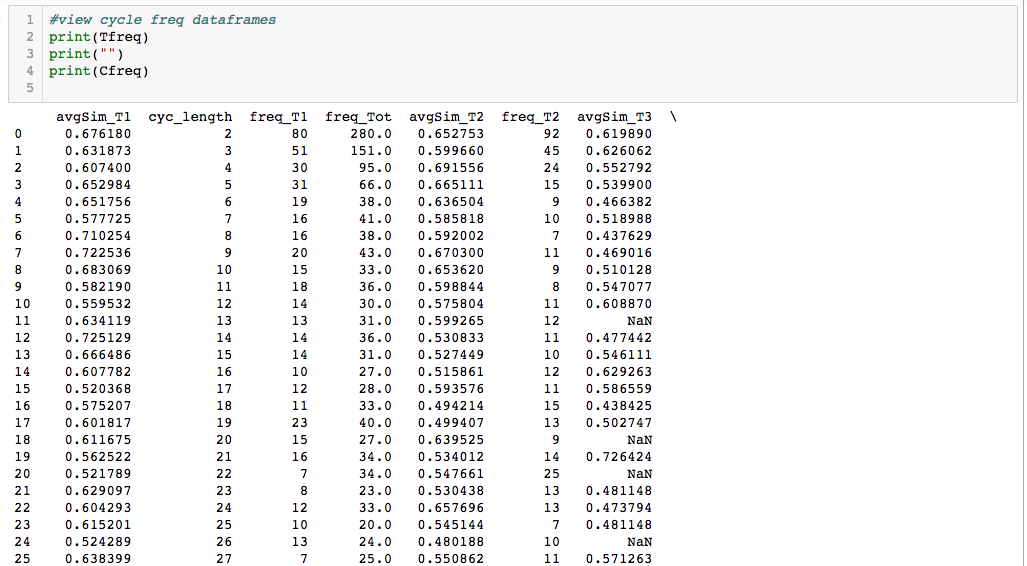 1 #view cycle freq dataframes
2 print(Tfreq)
3 print("")
4 print(Cfreq)
5
avgSim_T1 cyc_length freq_T1 freq_Tot avgSim_T2 freq_T2 avgSim_T3 \
0 0.676180 2 80 280.0 0.652753 92 0.619890
1 0.631873 3 51 151.0 0.599660 45 0.626062
2 0.607400 4 30 95.0 0.691556 24 0.552792
3 0.652984 5 31 66.0 0.665111 15 0.539900
4 0.651756 6 19 38.0 0.636504 9 0.466382
5 0.577725 7 16 41.0 0.585818 10 0.518988
6 0.710254 8 16 38.0 0.592002 7 0.437629
7 0.722536 9 20 43.0 0.670300 11 0.469016
8 0.683069 10 15 33.0 0.653620 9 0.510128
9 0.582190 11 18 36.0 0.598844 8 0.547077
10 0.559532 12 14 30.0 0.575804 11 0.608870
11 0.634119 13 13 31.0 0.599265 12 NaN
12 0.725129 14 14 36.0 0.530833 11 0.477442
13 0.666486 15 14 31.0 0.527449 10 0.546111
14 0.607782 16 10 27.0 0.515861 12 0.629263
15 0.520368 17 12 28.0 0.593576 11 0.586559
16 0.575207 18 11 33.0 0.494214 15 0.438425
17 0.601817 19 23 40.0 0.499407 13 0.502747
18 0.611675 20 15 27.0 0.639525 9 NaN
19 0.562522 21 16 34.0 0.534012 14 0.726424
20 0.521789 22 7 34.0 0.547661 25 NaN
21 0.629097 23 8 23.0 0.530438 13 0.481148
22 0.604293 24 12 33.0 0.657696 13 0.473794
23 0.615201 25 10 20.0 0.545144 7 0.481148
24 0.524289 26 13 24.0 0.480188 10 NaN
25 0.638399 27 7 25.0 0.550862 11 0.571263